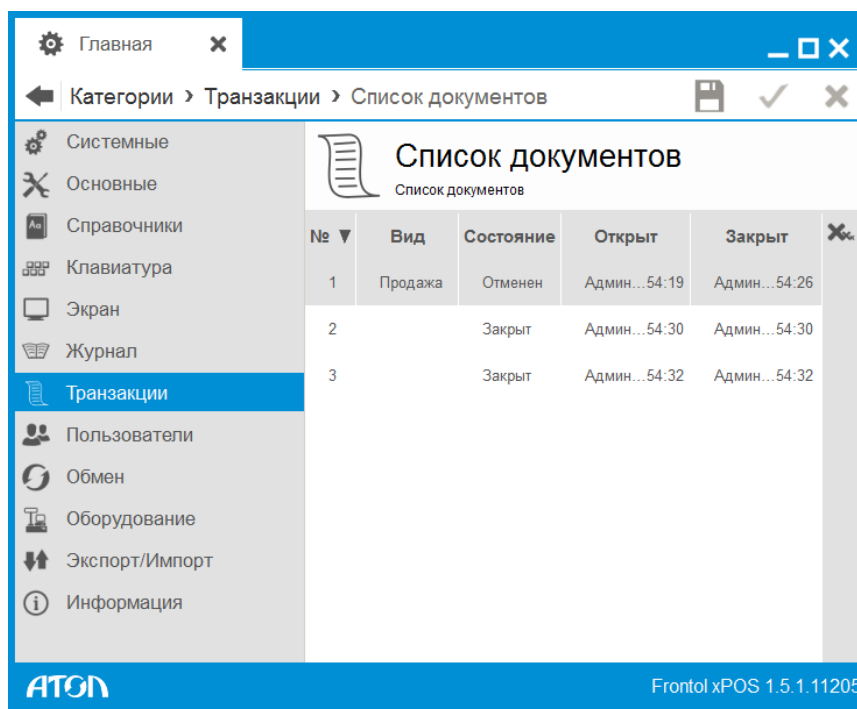 Главная
Категории › Транзакции › Список документов
Системные
Основные
Справочники
Клавиатура
Экран
Журнал
Транзакции
Пользователи
Обмен
Оборудование
Экспорт/Импорт
Информация
Список документов
Список документов
№ ▼ Вид Состояние Открыт Закрыт
1 Продажа Отменен Админ...54:19 Админ...54:26
2 Закрыт Админ...54:30 Админ...54:30
3 Закрыт Админ...54:32 Админ...54:32
АТОЛ Frontol xPOS 1.5.1.11205